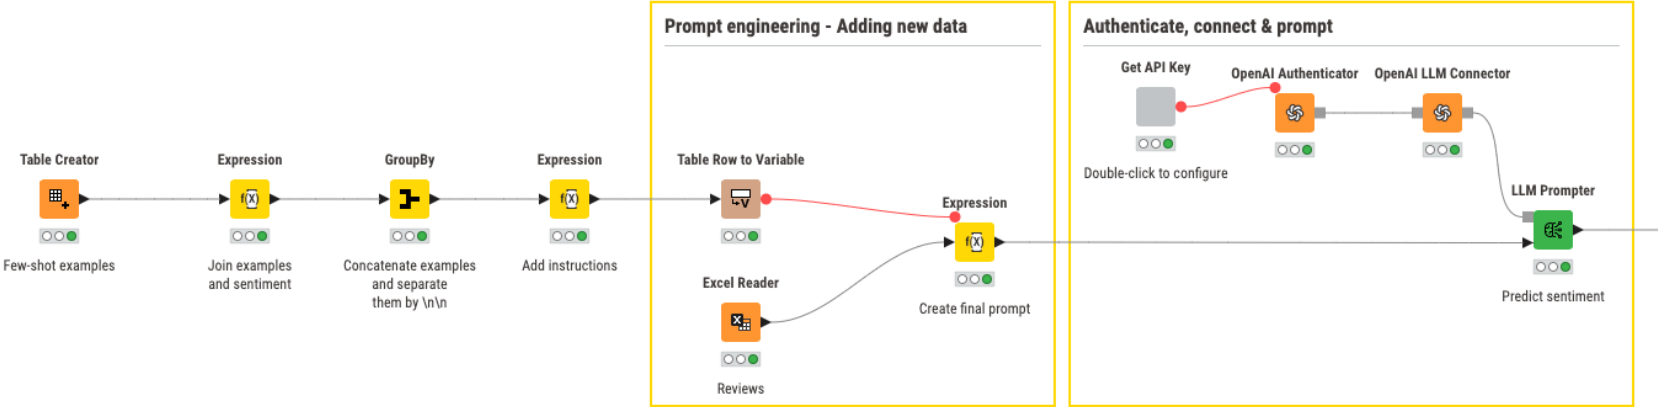 Prompt engineering - Adding new data
Authenticate, connect & prompt
Get API Key
OpenAI Authenticator
OpenAI LLM Connector
Double-click to configure
Table Creator
Expression
GroupBy
Expression
Table Row to Variable
f(X)
f(X)
V
Few-shot examples
Join examples
and sentiment
Concatenate examples
and separate
them by \n\n
Add instructions
Expression
f(X)
Create final prompt
Excel Reader
X
Reviews
LLM Prompter
Predict sentiment